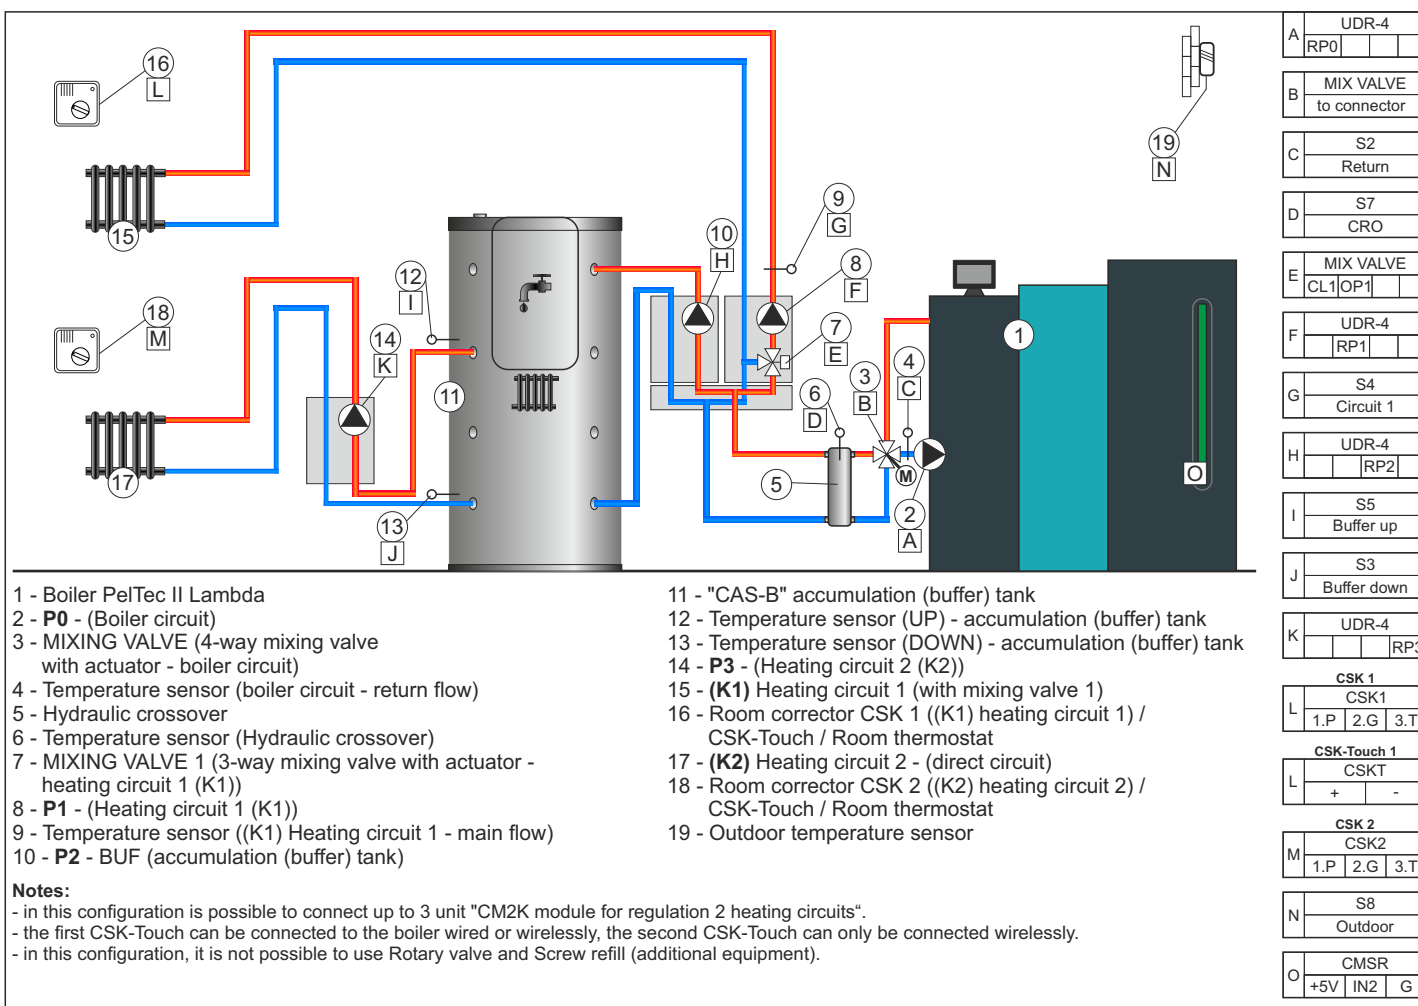 16
L
15
18
M
17
14
K
12
I
13
J
11
10
H
9
G
8
F
7
E
6
D
5
3
B
4
C
M
2
A
1
O
19
N
1 - Boiler PelTec II Lambda
2 - P0 - (Boiler circuit)
3 - MIXING VALVE (4-way mixing valve
with actuator - boiler circuit)
4 - Temperature sensor (boiler circuit - return flow)
5 - Hydraulic crossover
6 - Temperature sensor (Hydraulic crossover)
7 - MIXING VALVE 1 (3-way mixing valve with actuator -
heating circuit 1 (K1))
8 - P1 - (Heating circuit 1 (K1))
9 - Temperature sensor ((K1) Heating circuit 1 - main flow)
10 - P2 - BUF (accumulation (buffer) tank)
11 - "CAS-B" accumulation (buffer) tank
12 - Temperature sensor (UP) - accumulation (buffer) tank
13 - Temperature sensor (DOWN) - accumulation (buffer) tank
14 - P3 - (Heating circuit 2 (K2))
15 - (K1) Heating circuit 1 (with mixing valve 1)
16 - Room corrector CSK 1 ((K1) heating circuit 1) /
CSK-Touch / Room thermostat
17 - (K2) Heating circuit 2 - (direct circuit)
18 - Room corrector CSK 2 ((K2) heating circuit 2) /
CSK-Touch / Room thermostat
19 - Outdoor temperature sensor
Notes:
- in this configuration is possible to connect up to 3 unit "CM2K module for regulation 2 heating circuits“.
- the first CSK-Touch can be connected to the boiler wired or wirelessly, the second CSK-Touch can only be connected wirelessly.
- in this configuration, it is not possible to use Rotary valve and Screw refill (additional equipment).
A UDR-4
RP0
B MIX VALVE
to connector
C S2
Return
D S7
CRO
E MIX VALVE
CL1 OP1
F UDR-4
RP1
G S4
Circuit 1
H UDR-4
RP2
I S5
Buffer up
J S3
Buffer down
K UDR-4
RP3
CSK 1
L CSK1
1.P 2.G 3.T
CSK-Touch 1
L CSKT
+ -
CSK 2
M CSK2
1.P 2.G 3.T
N S8
Outdoor
O CMSR
+5V IN2 G